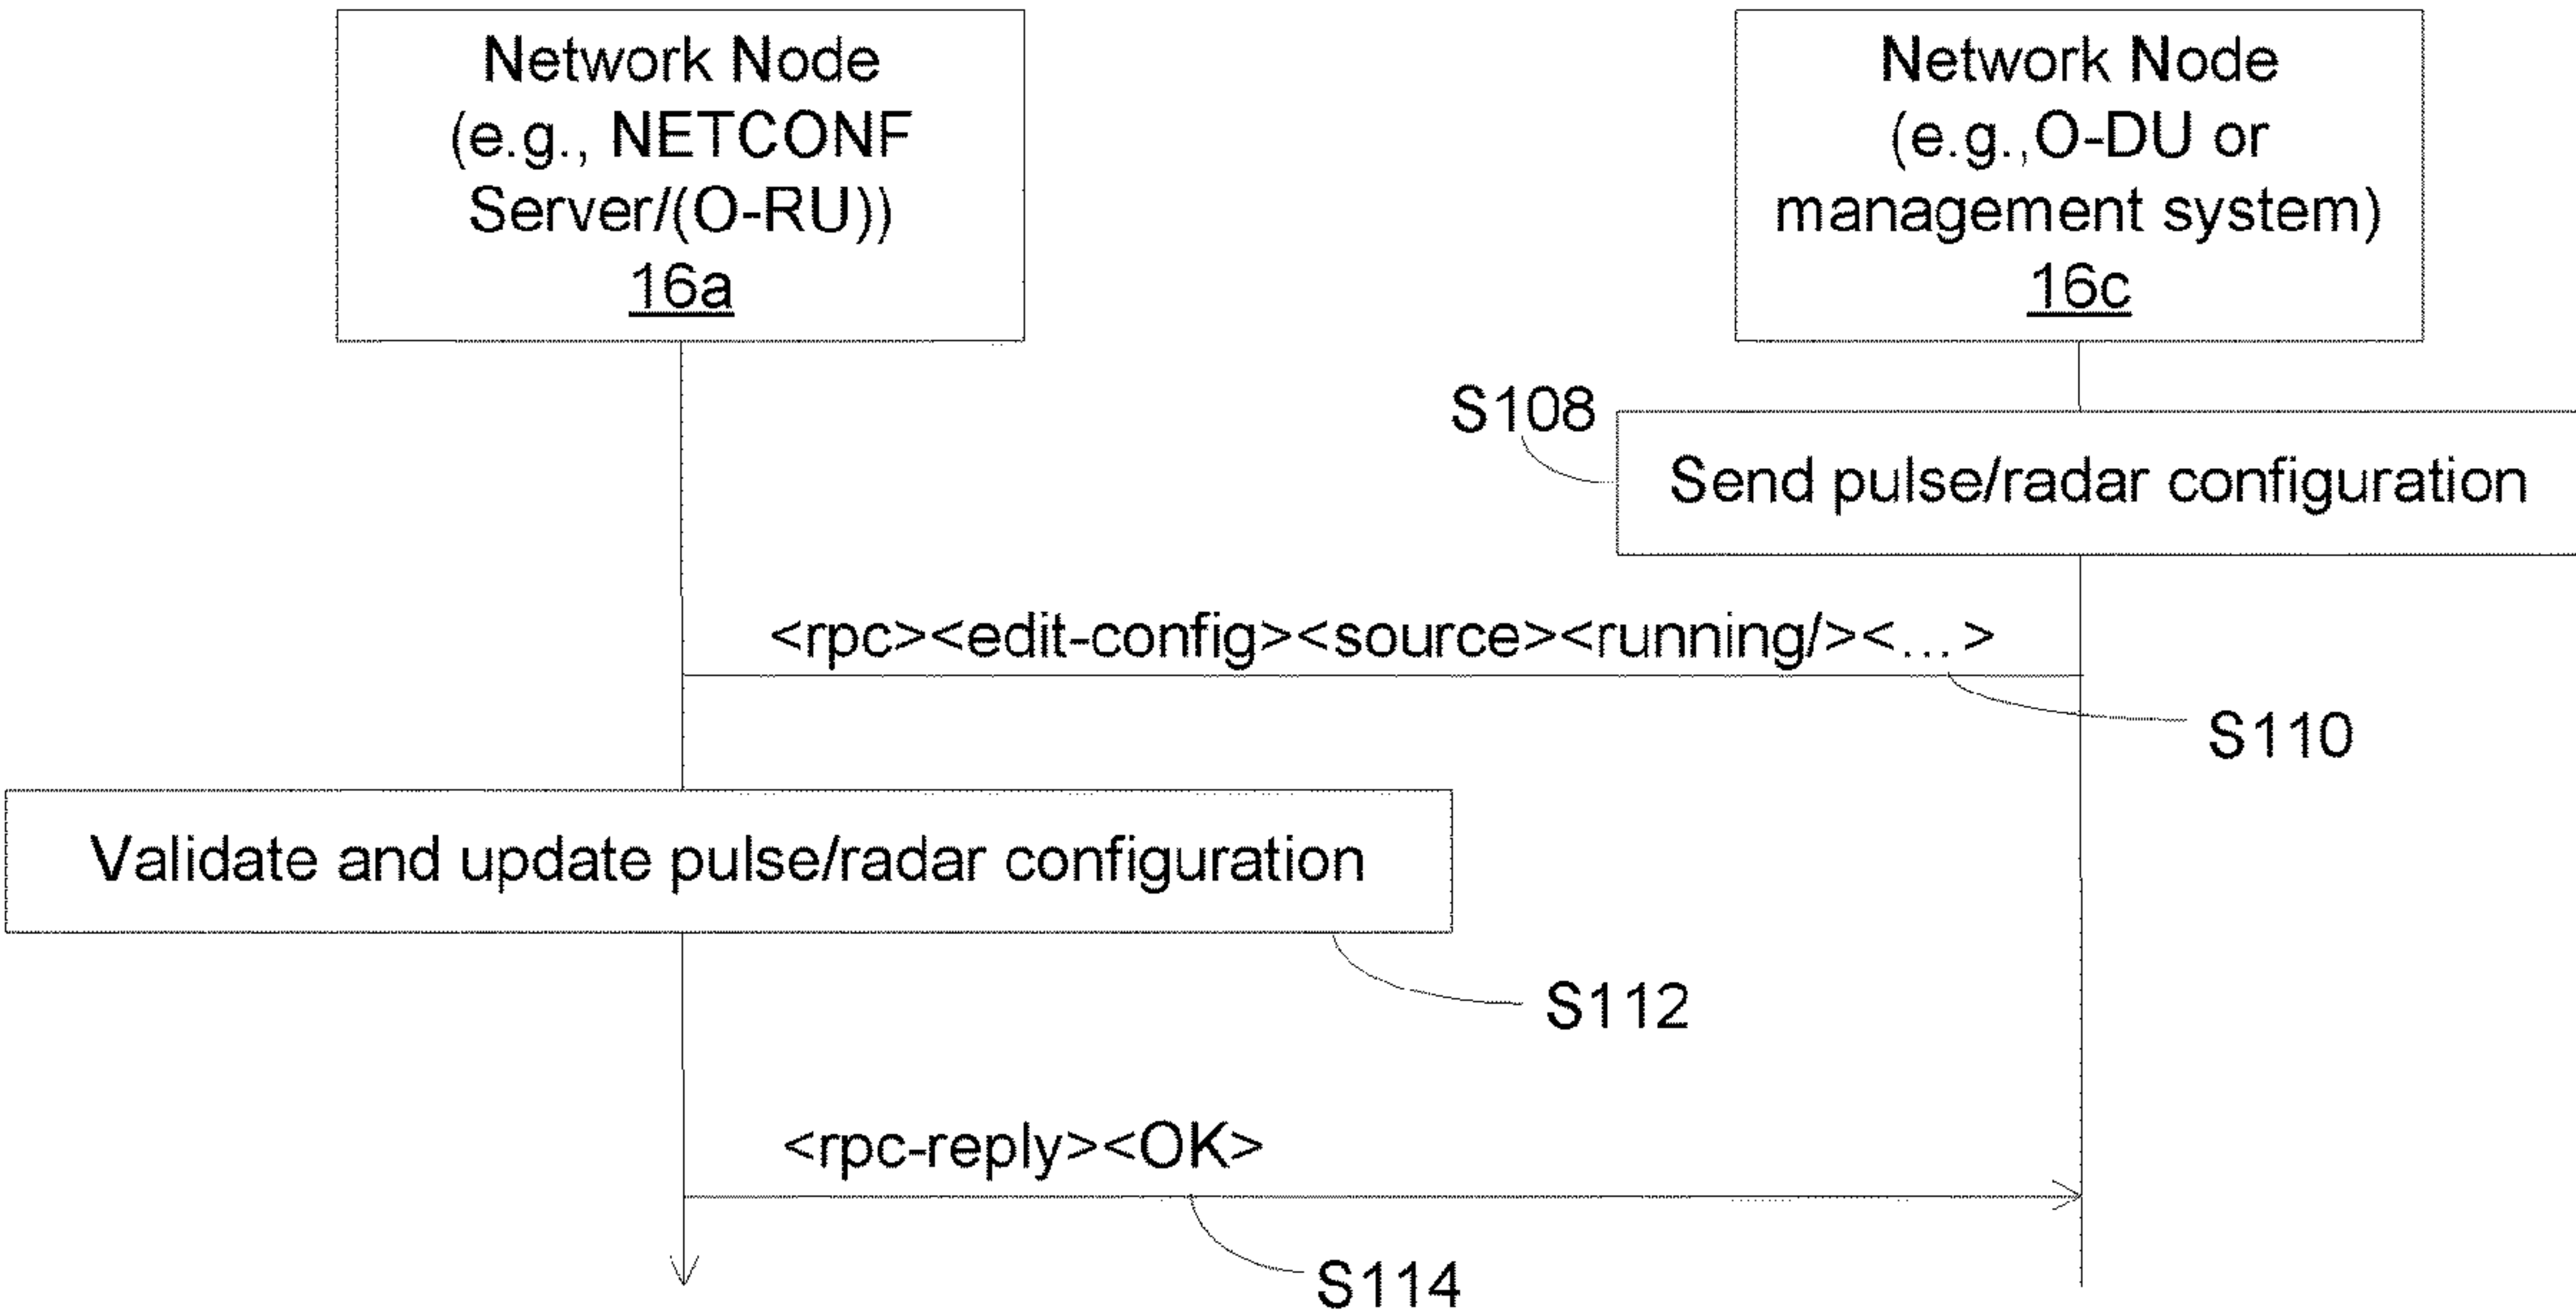 Network Node
(e.g., NETCONF
Server/(O-RU))
16a
Network Node
(e.g.,O-DU or
management system)
16c
S108
Send pulse/radar configuration
<rpc><edit-config><source><running/><...>
S110
Validate and update pulse/radar configuration
S112
<rpc-reply><OK>
S114